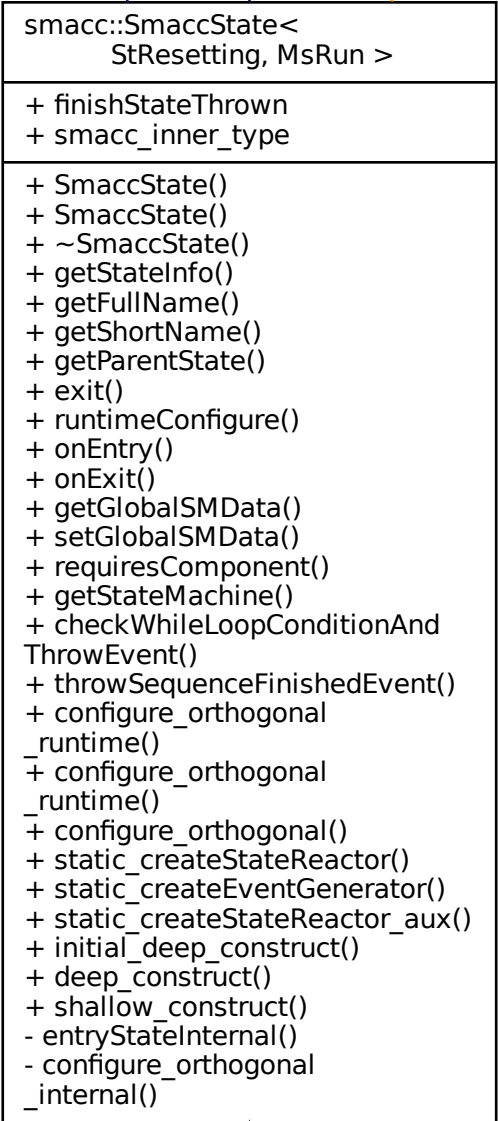 smacc::SmaccState<
StResetting, MsRun >
+ finishStateThrown
+ smacc_inner_type
+ SmaccState()
+ SmaccState()
+ ~SmaccState()
+ getStateInfo()
+ getFullName()
+ getShortName()
+ getParentState()
+ exit()
+ runtimeConfigure()
+ onEntry()
+ onExit()
+ getGlobalSMData()
+ setGlobalSMData()
+ requiresComponent()
+ getStateMachine()
+ checkWhileLoopConditionAnd
ThrowEvent()
+ throwSequenceFinishedEvent()
+ configure_orthogonal
_runtime()
+ configure_orthogonal
_runtime()
+ configure_orthogonal()
+ static_createStateReactor()
+ static_createEventGenerator()
+ static_createStateReactor_aux()
+ initial_deep_construct()
+ deep_construct()
+ shallow_construct()
- entryStateInternal()
- configure_orthogonal
_internal()